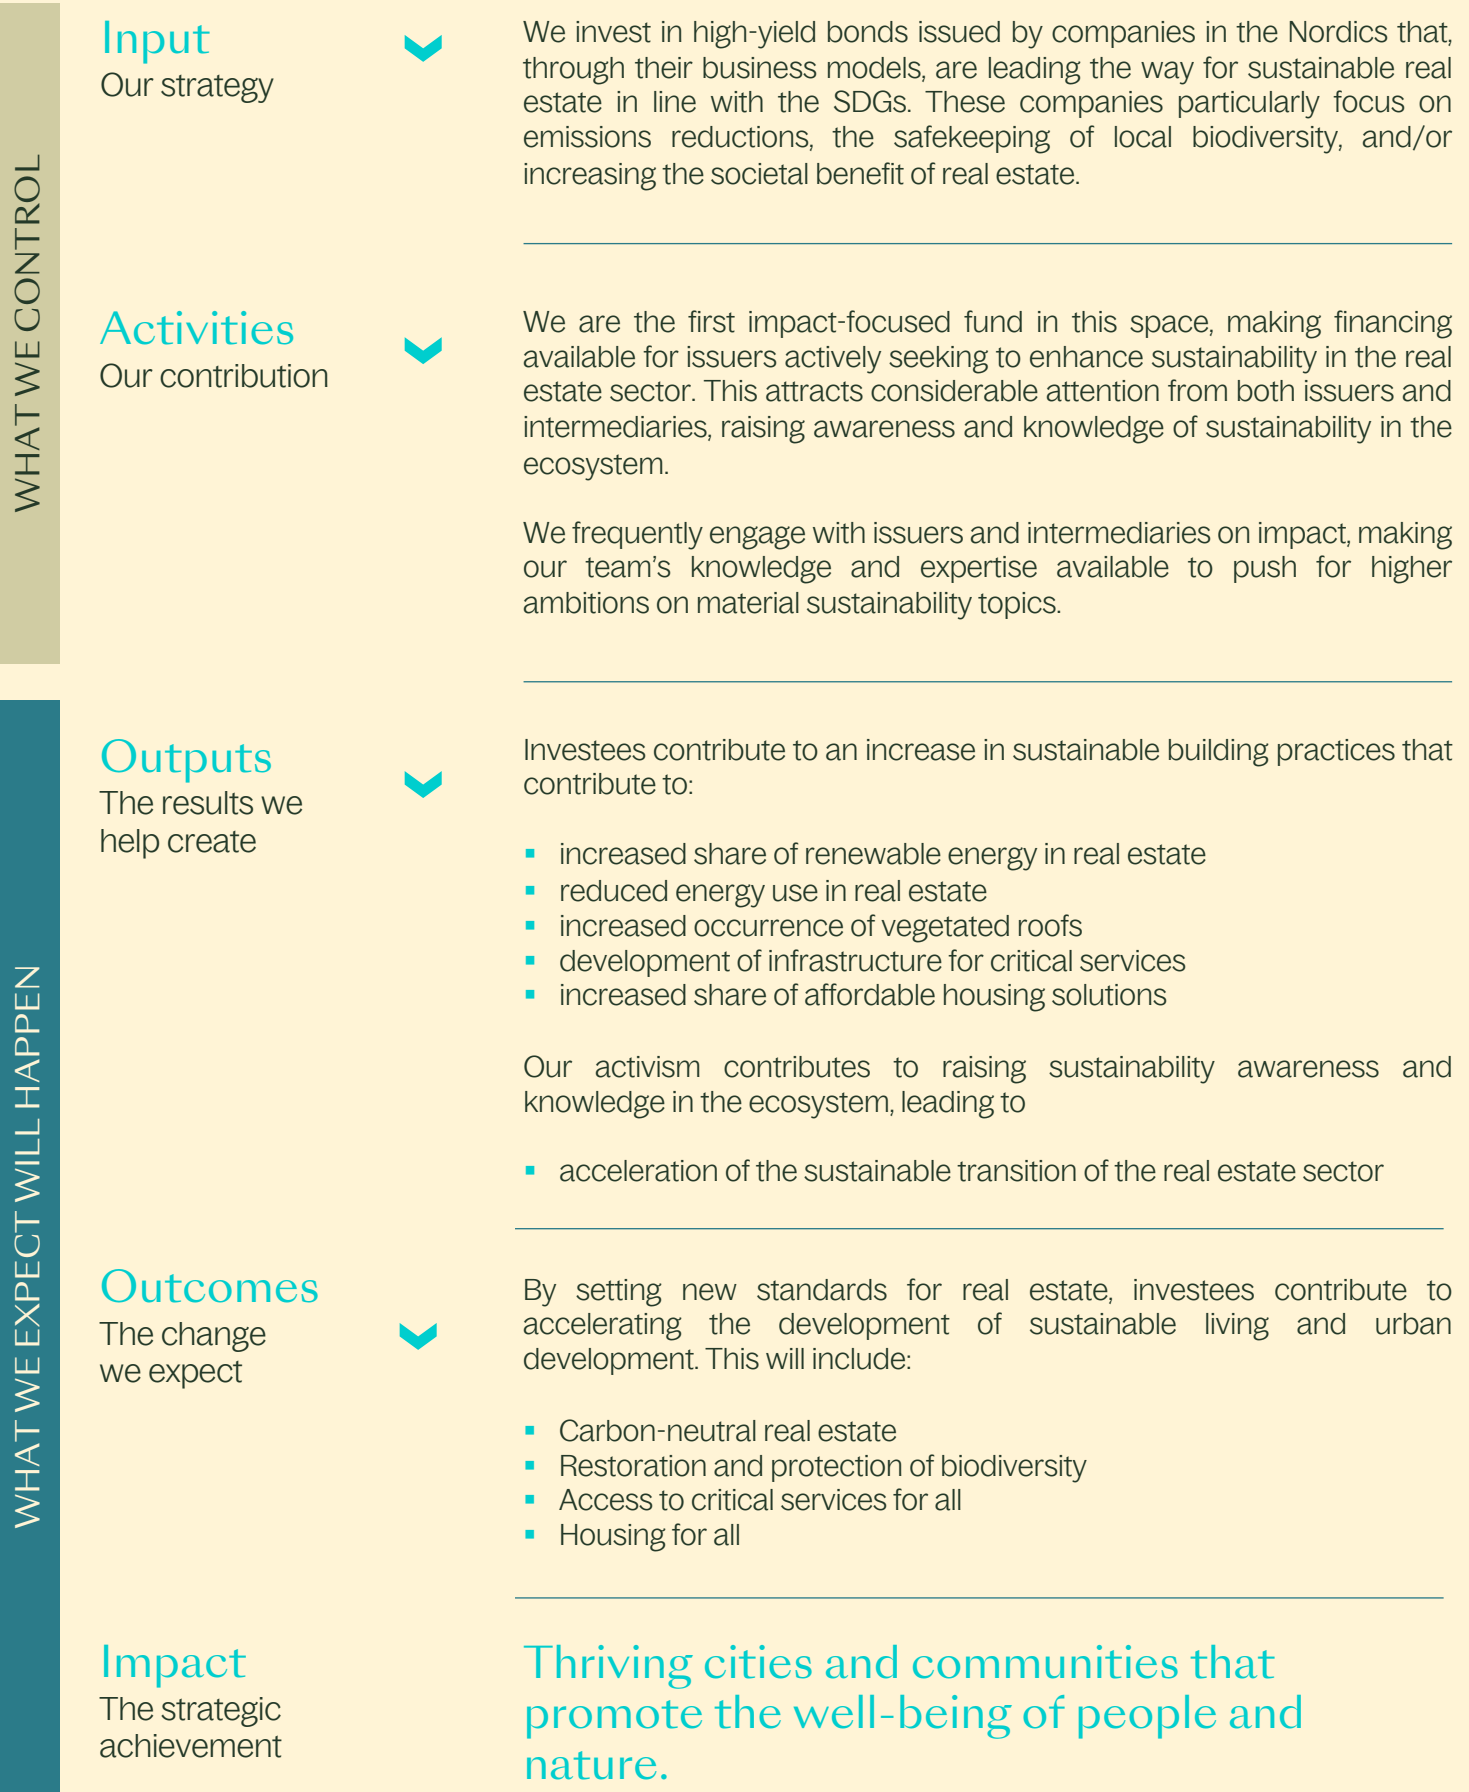 WHAT WE CONTROL
Input
Our strategy
We invest in high-yield bonds issued by companies in the Nordics that,
through their business models, are leading the way for sustainable real
estate in line with the SDGs. These companies particularly focus on
emissions reductions, the safekeeping of local biodiversity, and/or
increasing the societal benefit of real estate.
Activities
Our contribution
We are the first impact-focused fund in this space, making financing
available for issuers actively seeking to enhance sustainability in the real
estate sector. This attracts considerable attention from both issuers and
intermediaries, raising awareness and knowledge of sustainability in the
ecosystem.
We frequently engage with issuers and intermediaries on impact, making
our team’s knowledge and expertise available to push for higher
ambitions on material sustainability topics.
WHAT WE EXPECT WILL HAPPEN
Outputs
The results we
help create
Investees contribute to an increase in sustainable building practices that
contribute to:
▪ increased share of renewable energy in real estate
▪ reduced energy use in real estate
▪ increased occurrence of vegetated roofs
▪ development of infrastructure for critical services
▪ increased share of affordable housing solutions
Our activism contributes to raising sustainability awareness and
knowledge in the ecosystem, leading to
▪ acceleration of the sustainable transition of the real estate sector
Outcomes
The change
we expect
By setting new standards for real estate, investees contribute to
accelerating the development of sustainable living and urban
development. This will include:
▪ Carbon-neutral real estate
▪ Restoration and protection of biodiversity
▪ Access to critical services for all
▪ Housing for all
Impact
The strategic
achievement
Thriving cities and communities that
promote the well-being of people and
nature.